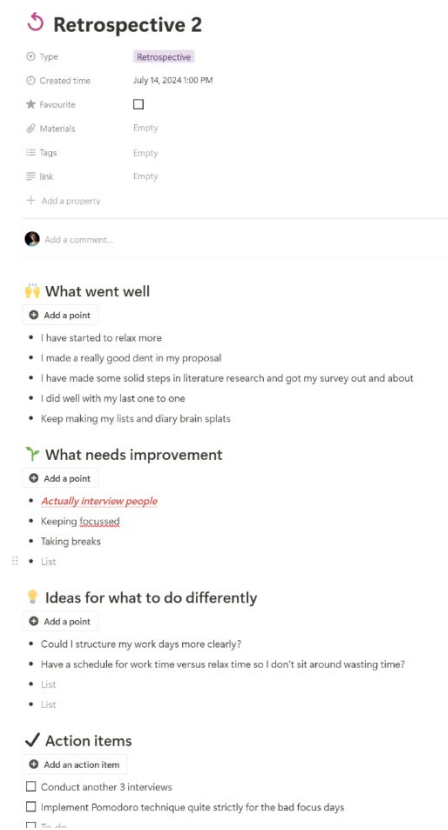 Retrospective 2
Type Retrospective
Created time July 14, 2024 1:00 PM
Favourite
Materials Empty
Tags Empty
link Empty
Add a property
Add a comment...
What went well
Add a point
I have started to relax more
I made a really good dent in my proposal
I have made some solid steps in literature research and got my survey out and about
I did well with my last one to one
Keep making my lists and diary brain splats
What needs improvement
Add a point
Actually interview people
Keeping focussed
Taking breaks
List
Ideas for what to do differently
Add a point
Could I structure my work days more clearly?
Have a schedule for work time versus relax time so I don't sit around wasting time?
List
List
Action items
Add an action item
Conduct another 3 interviews
Implement Pomodoro technique quite strictly for the bad focus days
To-do